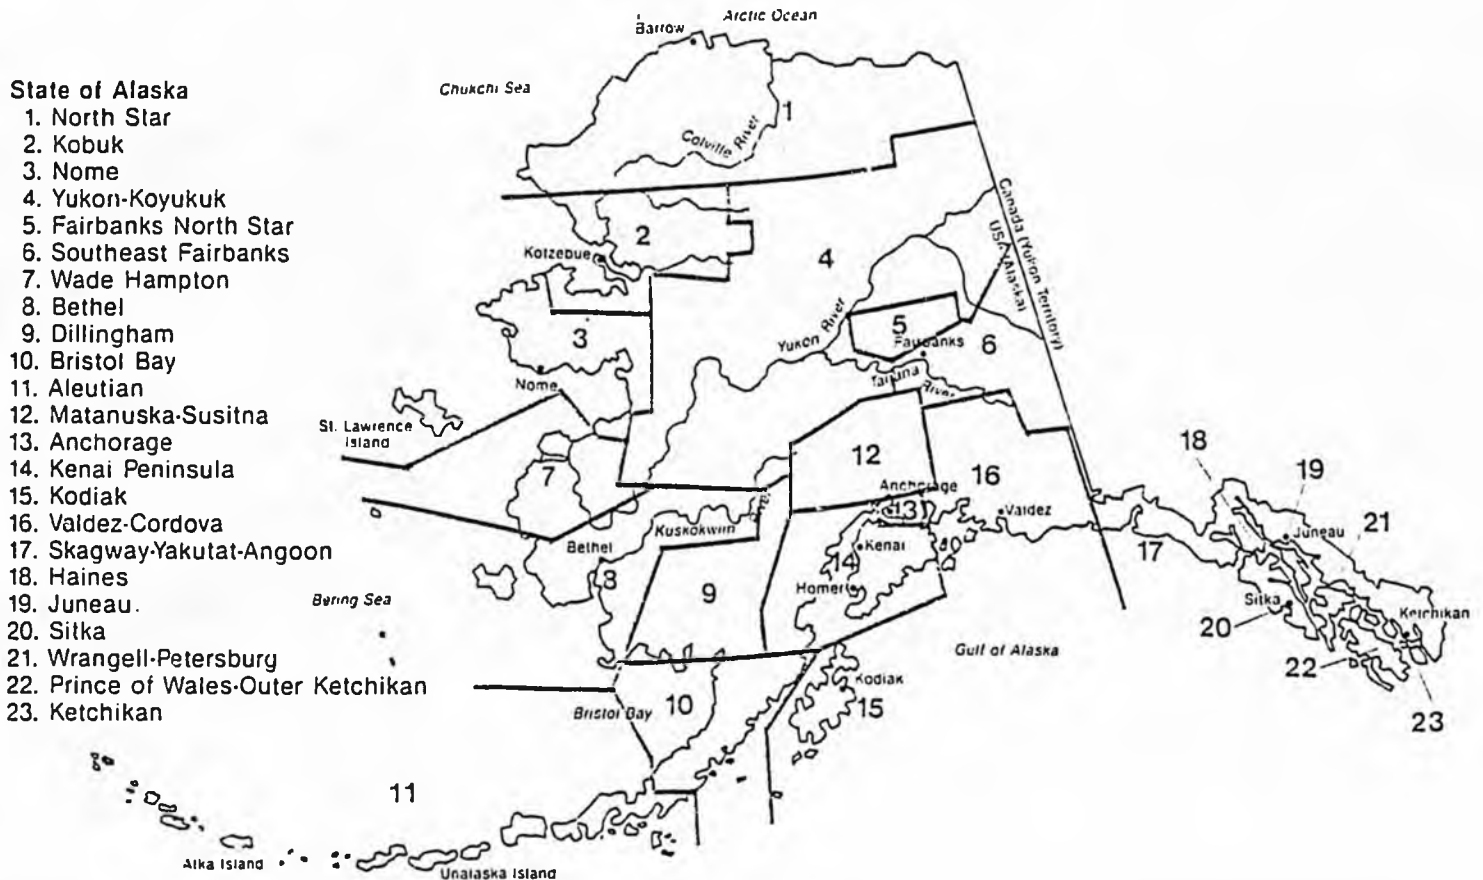 Arctic Ocean
Barrow
State of Alaska
1. North Star
2. Kobuk
3. Nome
4. Yukon-Koyukuk
5. Fairbanks North Star
6. Southeast Fairbanks
7. Wade Hampton
8. Bethel
9. Dillingham
10. Bristol Bay
11. Aleutian
12. Matanuska-Susitna
13. Anchorage
14. Kenai Peninsula
15. Kodiak
16. Valdez-Cordova
17. Skagway-Yakutat-Angoon
18. Haines
19. Juneau.
20. Sitka
21. Wrangell-Petersburg
22. Prince of Wales-Outer Ketchikan
23. Ketchikan
Chukchi Sea
1
Colville River
Canada (Yukon Territory)
USA (Alaska)
2
Kotzebue
4
3
Yukon River
5
Fairbanks
6
Nome
Tanana River
St. Lawrence
Island
7
12
16
18
19
Anchorage
13
Valdez
Kuskokwim River
Bethel
Kenai
Juneau
21
17
8
14
9
Homer
Bering Sea
Sitka
20
Ketchikan
Gulf of Alaska
22
Kodiak
10
15
Bristol Bay
23
11
Atka Island
Unalaska Island